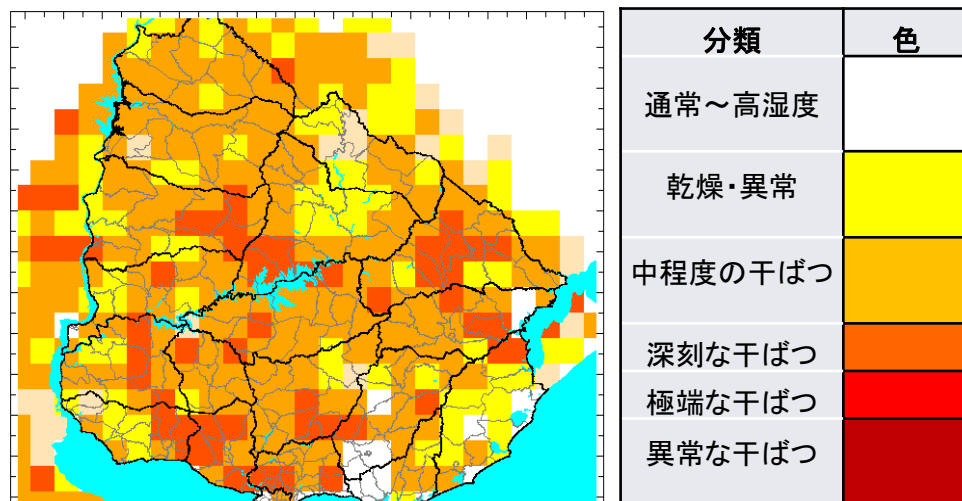 分類 色
通常～高湿度
乾燥・異常
中程度の干ばつ
深刻な干ばつ
極端な干ばつ
異常な干ばつ